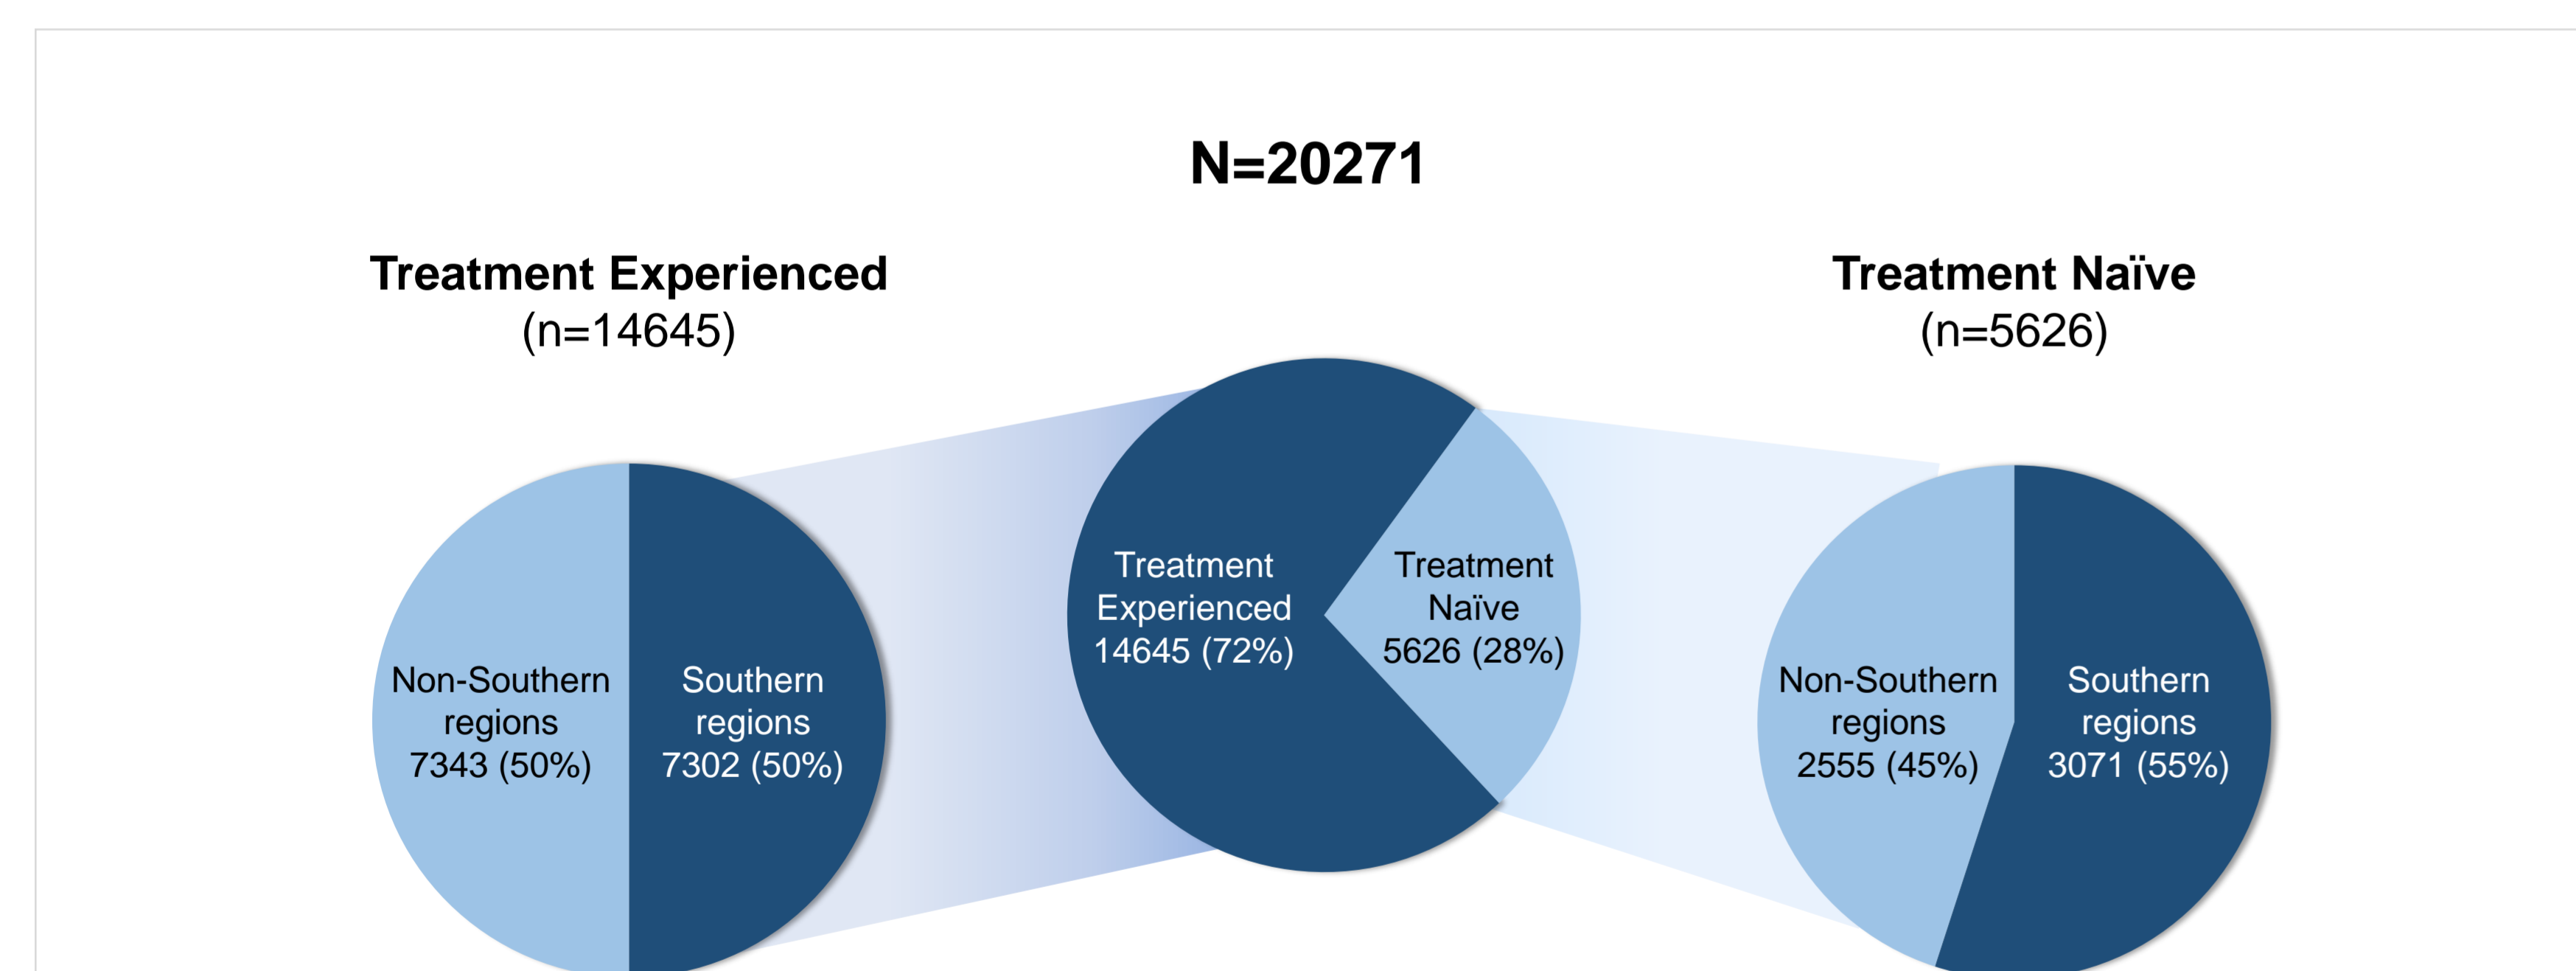 N=20271
Treatment Experienced
(n=14645)
Treatment Naïve
(n=5626)
Non-Southern
regions
7343 (50%)
Southern
regions
7302 (50%)
Treatment
Experienced
14645 (72%)
Treatment
Naïve
5626 (28%)
Non-Southern
regions
2555 (45%)
Southern
regions
3071 (55%)